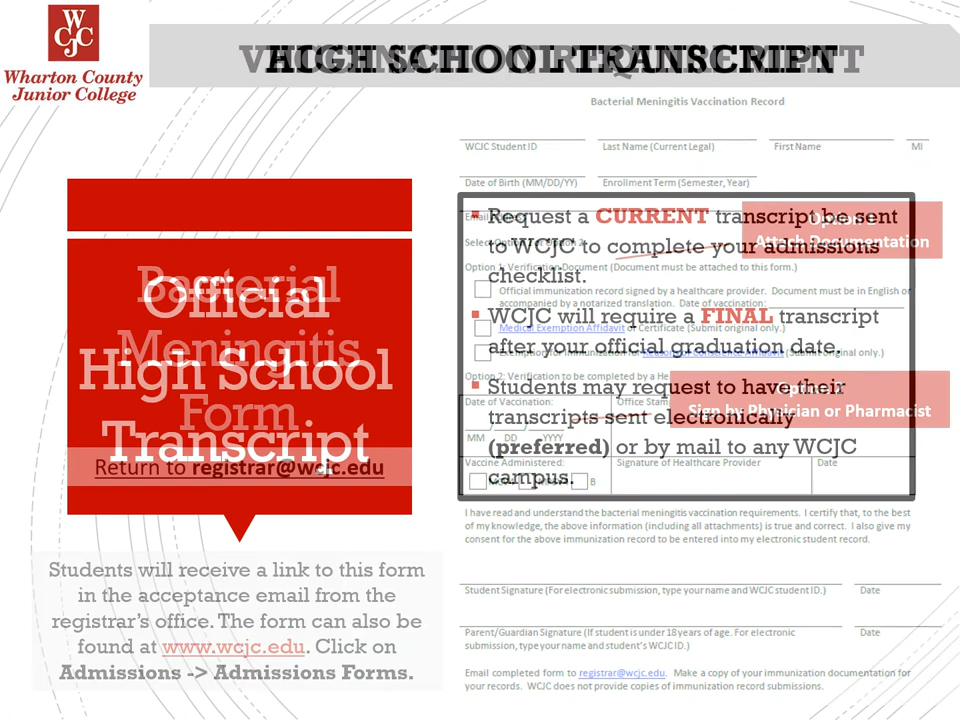 WCJC
Wharton County
Junior College
HIGH SCHOOL TRANSCRIPT
Bacterial Meningitis Vaccination Record
WCJC Student ID Last Name (Current Legal) First Name MI
Date of Birth (MM/DD/YY) Enrollment Term (Semester, Year)
Official
High School
Transcript
Bacterial
Meningitis
Form
Return to registrar@wcjc.edu
Students will receive a link to this form
in the acceptance email from the
registrar's office. The form can also be
found at www.wcjc.edu. Click on
Admissions -> Admissions Forms.
Request a CURRENT transcript be sent
to WCJC to complete your admissions
checklist.
WCJC will require a FINAL transcript
after your official graduation date.
Students may request to have their
transcripts sent electronically
(preferred) or by mail to any WCJC
campus.
Attach Documentation
Option 1: Verification Document (Document must be attached to this form.)
Official immunization record signed by a healthcare provider. Document must be in English or
accompanied by a notarized translation. Date of vaccination:
Medical Exemption Affidavit or Certificate (Submit original only.)
(Submit original only.)
Option 2: Verification to be completed by a
Sign by Physician or Pharmacist
Date of Vaccination: Office Stamp
MM DD YYYY
Vaccine Administered: Signature of Healthcare Provider Date
B
I have read and understand the bacterial meningitis vaccination requirements. I certify that, to the best
of my knowledge, the above information (including all attachments) is true and correct. I also give my
consent for the above immunization record to be entered into my electronic student record.
Student Signature (For electronic submission, type your name and WCJC student ID.) Date
Parent/Guardian Signature (If student is under 18 years of age. For electronic Date
submission, type your name and student's WCJC ID.)
Email completed form to registrar@wcjc.edu. Make a copy of your immunization documentation for
your records. WCJC does not provide copies of immunization record submissions.